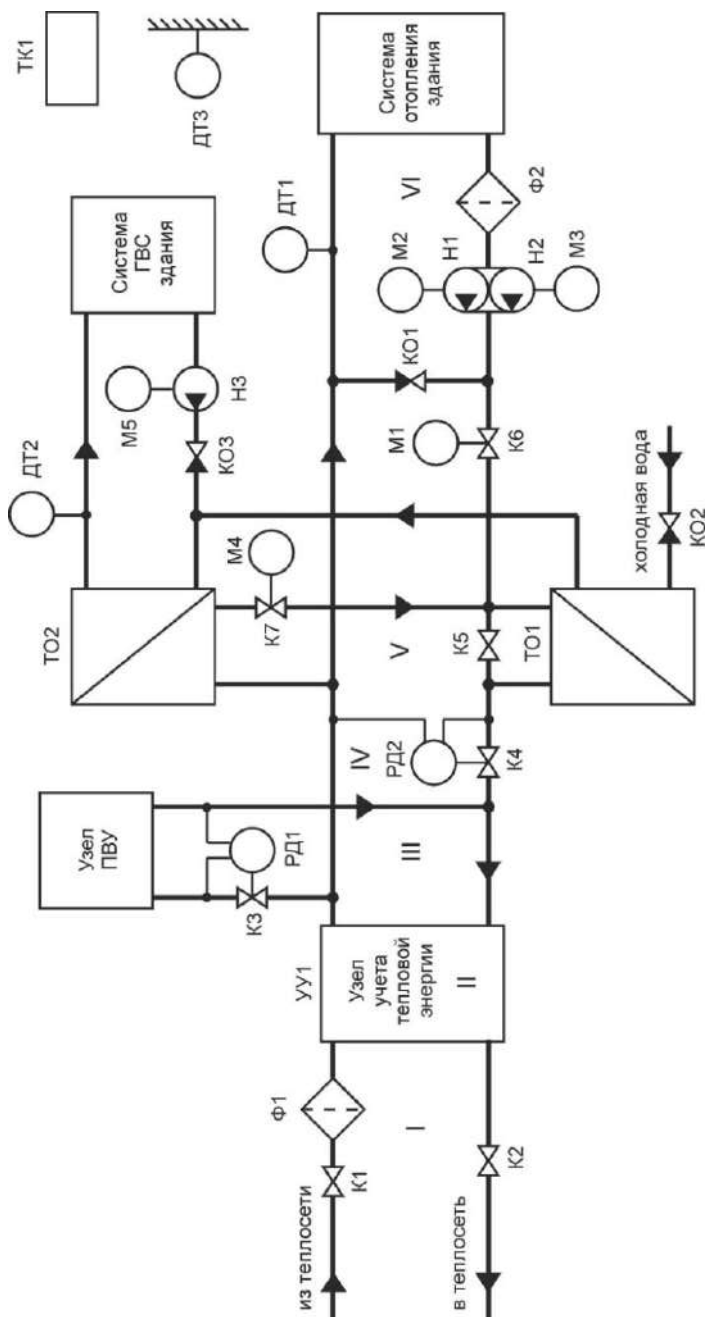 ТК1
ДТ3
Система
отопления
здания
Система
ГВС
здания
ДТ1
VI
Ф2
М2
Н1
Н2
М3
М5
Н3
КО1
КО3
ДТ2
М1
К6
холодная вода
КО2
М4
К7
ТО2
V
К5
ТО1
IV
РД2
К4
Узел
ПВУ
РД1
К3
III
УУ1
Узел
учета
тепловой
энергии
II
Ф1
I
К1
К2
из теплосети
в теплосеть